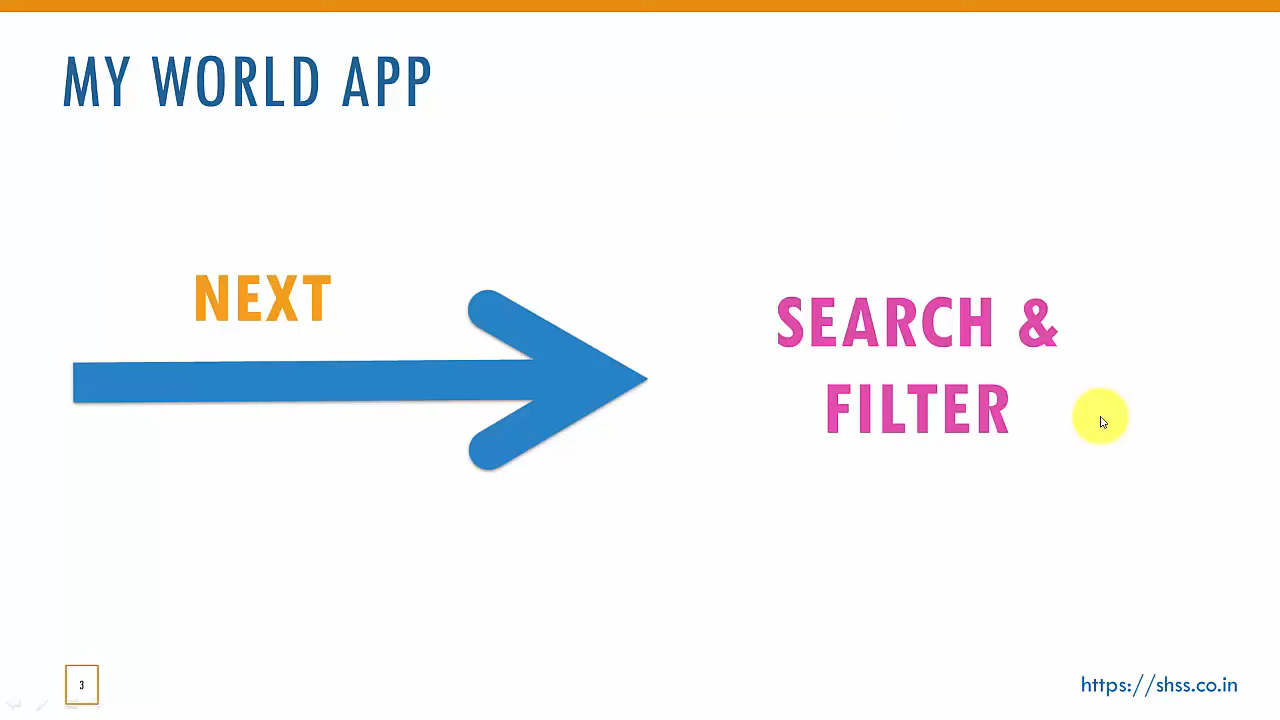 MY WORLD APP
NEXT
SEARCH &
FILTER
3
https://shss.co.in